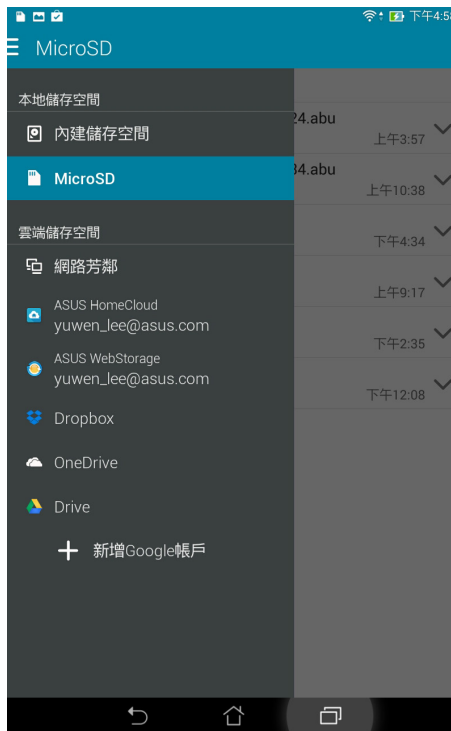 下午4:58
MicroSD
本地儲存空間
內建儲存空間
24.abu
上午3:57
MicroSD
34.abu
上午10:38
雲端儲存空間
下午4:34
網路芳鄰
上午9:17
ASUS HomeCloud
yuwen_lee@asus.com
下午2:35
ASUS WebStorage
yuwen_lee@asus.com
下午12:08
Dropbox
OneDrive
Drive
新增Google帳戶